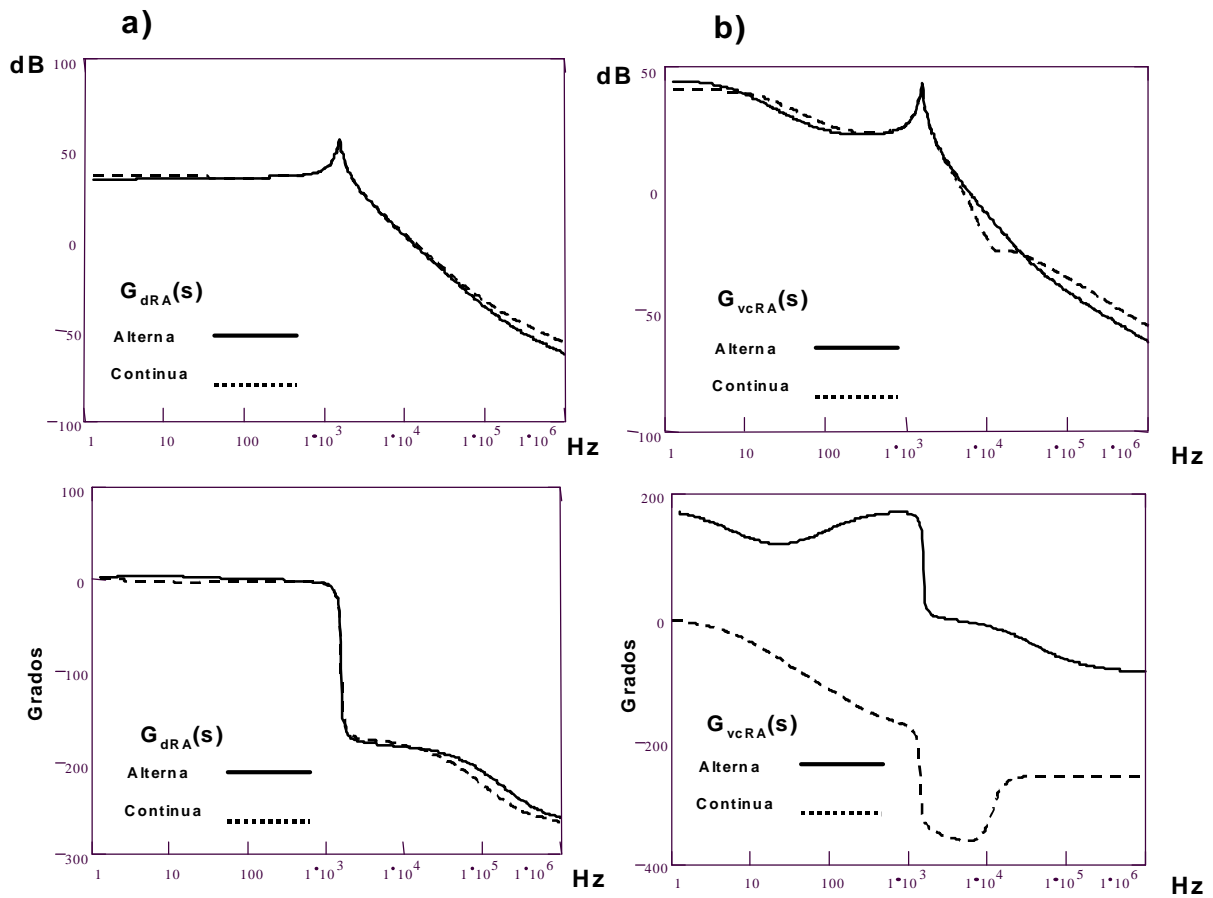 a)
dB
100
50
0
−50
−100
G_dRA(s)
Alterna
Continua
1 10 100 1•10³ 1•10⁴ 1•10⁵ 1•10⁶
Hz
b)
dB
50
0
−50
−100
G_vcRA(s)
Alterna
Continua
1 10 100 1•10³ 1•10⁴ 1•10⁵ 1•10⁶
Hz
100
0
−100
−200
−300
Grados
G_dRA(s)
Alterna
Continua
1 10 100 1•10³ 1•10⁴ 1•10⁵ 1•10⁶
Hz
200
0
−200
−400
Grados
G_vcRA(s)
Alterna
Continua
1 10 100 1•10³ 1•10⁴ 1•10⁵ 1•10⁶
Hz